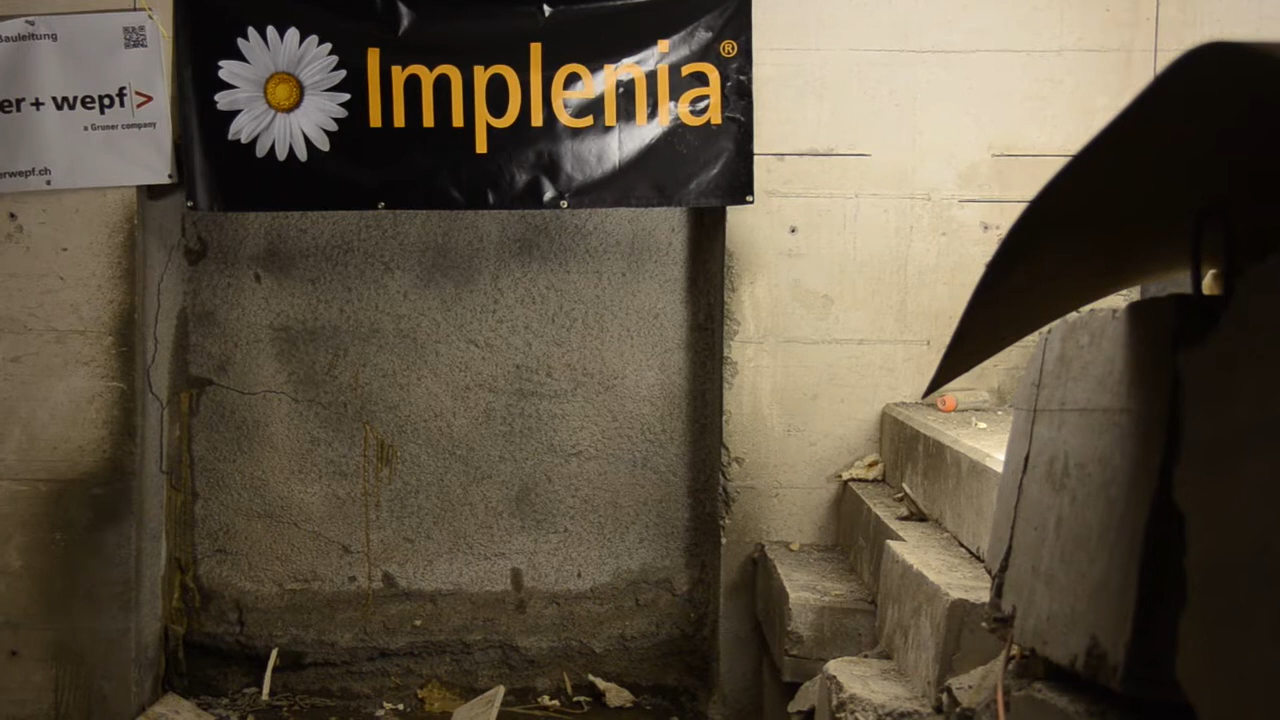 Bauleitung
er + wepf >
a Gruner company
erwepf.ch
Implenia®